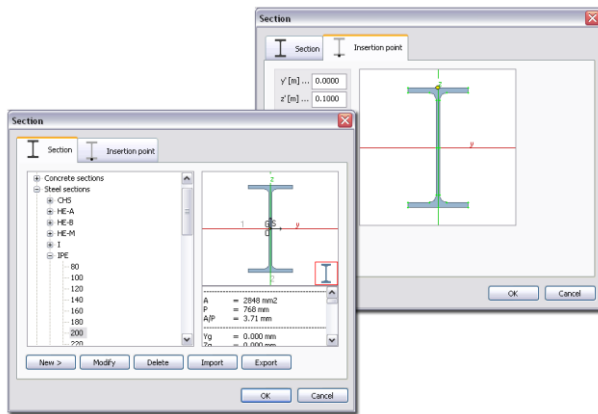 Section
Section
Insertion point
y' [m] ... 0.0000
z' [m] ... 0.1000
z
y
OK
Cancel
Section
Section
Insertion point
Concrete sections
Steel sections
CHS
HE-A
HE-B
HE-M
I
IPE
80
100
120
140
160
180
200
220
z
1
y
A = 2848 mm2
P = 768 mm
A/P = 3.71 mm
Yg = 0.000 mm
Zg = 0.000 mm
New >
Modify
Delete
Import
Export
OK
Cancel